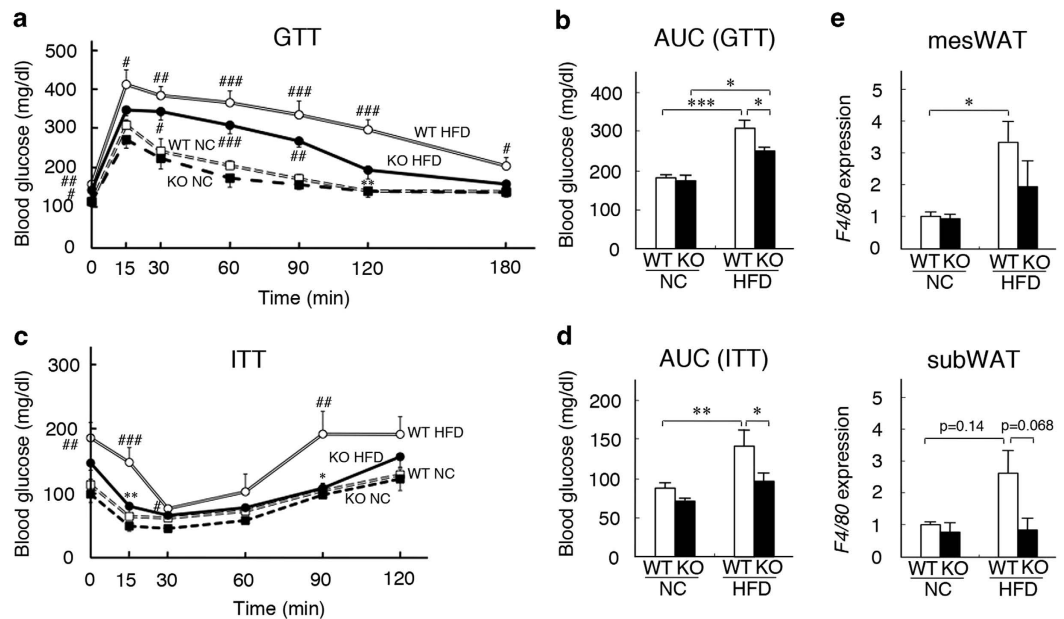 a
GTT
Blood glucose (mg/dl)
500
400
300
200
100
0
#
##
###
###
###
#
WT HFD
#
###
##
KO HFD
WT NC
KO NC
**
##
#
0 15 30 60 90 120 180
Time (min)
b
AUC (GTT)
Blood glucose (mg/dl)
400
300
200
100
0
*
***
*
WT KO WT KO
NC HFD
e
mesWAT
F4/80 expression
5
4
3
2
1
0
*
WT KO WT KO
NC HFD
c
ITT
Blood glucose (mg/dl)
300
200
100
0
##
###
**
#
##
*
WT HFD
KO HFD
WT NC
KO NC
0 15 30 60 90 120
Time (min)
d
AUC (ITT)
Blood glucose (mg/dl)
200
150
100
50
0
**
*
WT KO WT KO
NC HFD
subWAT
F4/80 expression
5
4
3
2
1
0
p=0.14
p=0.068
WT KO WT KO
NC HFD